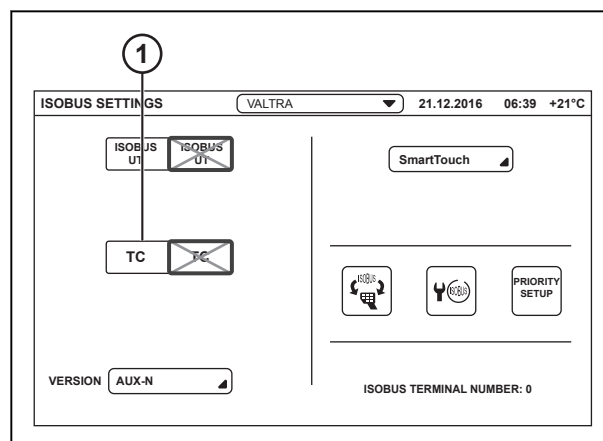 1
ISOBUS SETTINGS VALTRA 21.12.2016 06:39 +21°C
ISOBUS
UT
ISOBUS
UT
SmartTouch
TC TC
ISOBUS
ISOBUS
PRIORITY
SETUP
VERSION AUX-N
ISOBUS TERMINAL NUMBER: 0